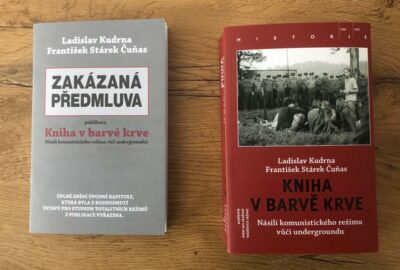 Ladislav Kudrna
František Stárek Čuňas
ZAKÁZANÁ
PŘEDMLUVA
publikace
Kniha v barvě krve
(Násilí komunistického režimu vůči undergroundu)
ÚPLNÉ ZNĚNÍ ÚVODNÍ KAPITOLY,
KTERÁ BYLA Z ROZHODNUTÍ
ÚSTAVU PRO STUDIUM TOTALITNÍCH REŽIMŮ
Z PUBLIKACE VYŘAZENA.
HISTORIE
Ladislav Kudrna
František Stárek Čuňas
KNIHA
V BARVĚ KRVE
Násilí komunistického režimu
vůči undergroundu